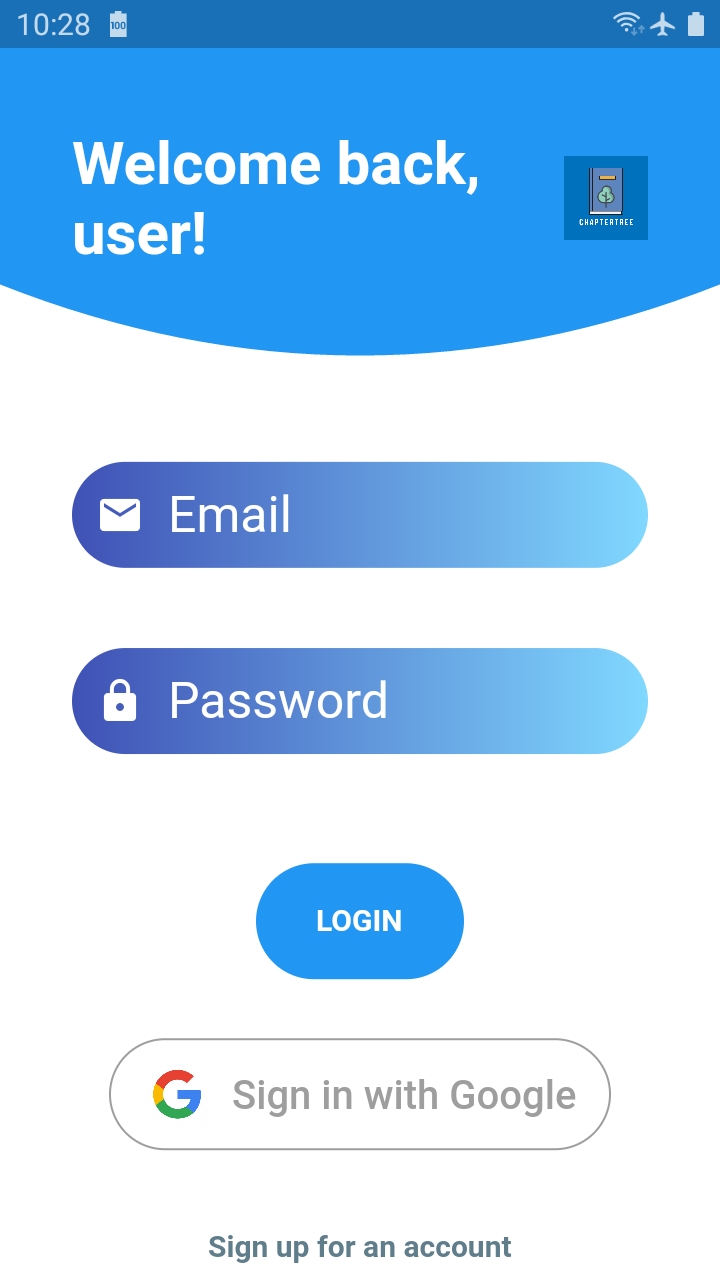 10:28
100
Welcome back,
user!
CHAPTERTREE
Email
Password
LOGIN
Sign in with Google
Sign up for an account